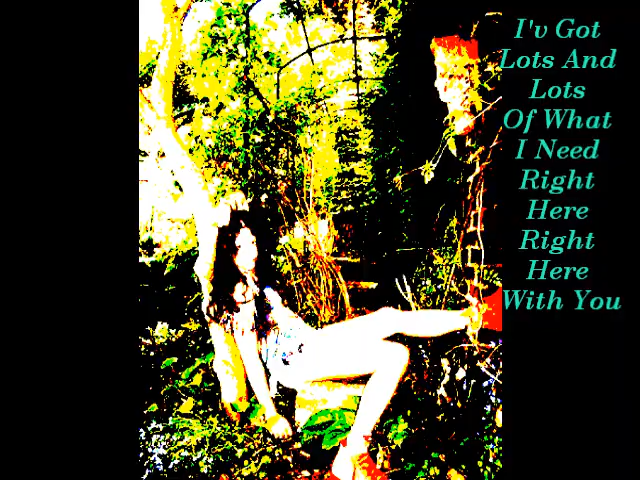 I'v Got
Lots And
Lots
Of What
I Need
Right
Here
Right
Here
With You